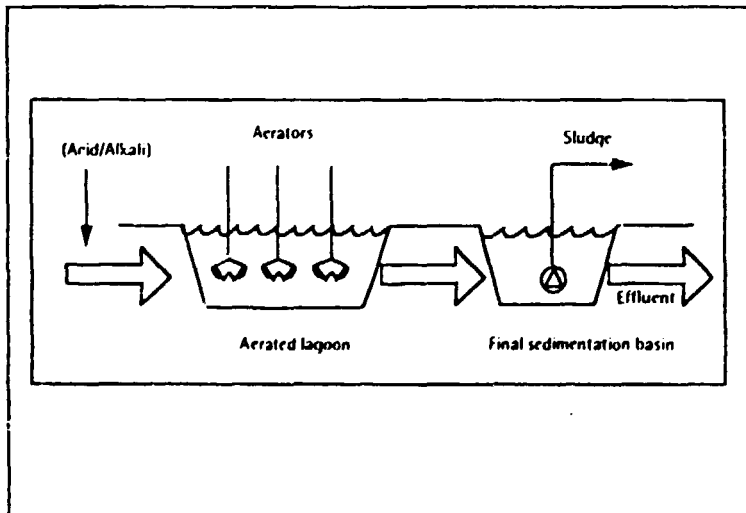 Aerators
Sludge
(Acid/Alkali)
Effluent
Aerated lagoon
Final sedimentation basin